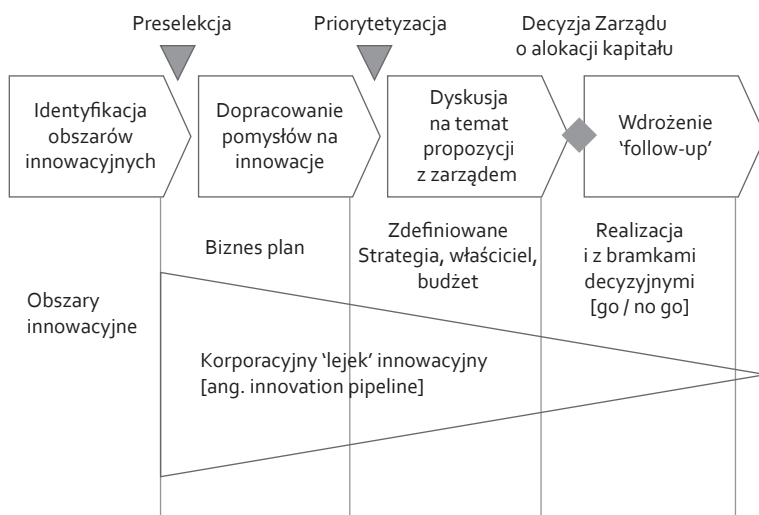 Preselekcja
Priorytetyzacja
Decyzja Zarządu
o alokacji kapitału
Identyfikacja
obszarów
innowacyjnych
Dopracowanie
pomysłów na
innowacje
Dyskusja
na temat
propozycji
z zarządem
Wdrożenie
‘follow-up’
Obszary
innowacyjne
Biznes plan
Zdefiniowane
Strategia, właściciel,
budżet
Realizacja
i z bramkami
decyzyjnymi
[go / no go]
Korporacyjny ‘lejek’ innowacyjny
[ang. innovation pipeline]